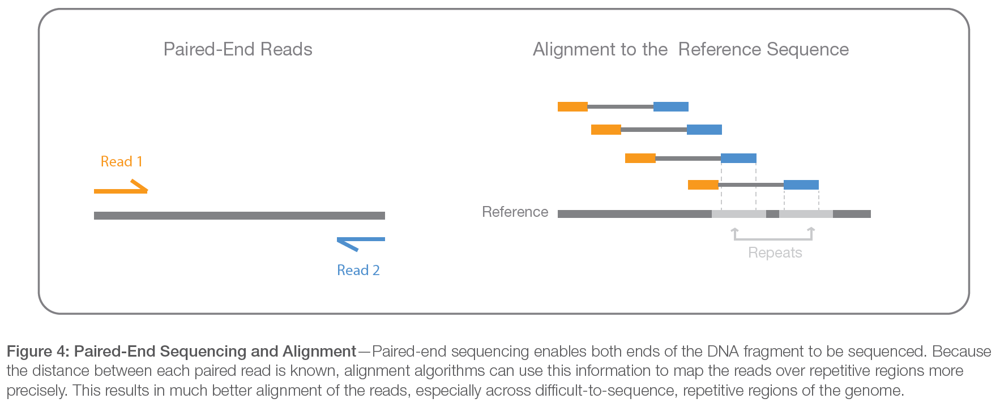 Paired-End Reads
Alignment to the Reference Sequence
Read 1
Reference
Repeats
Read 2
Figure 4: Paired-End Sequencing and Alignment—Paired-end sequencing enables both ends of the DNA fragment to be sequenced. Because
the distance between each paired read is known, alignment algorithms can use this information to map the reads over repetitive regions more
precisely. This results in much better alignment of the reads, especially across difficult-to-sequence, repetitive regions of the genome.